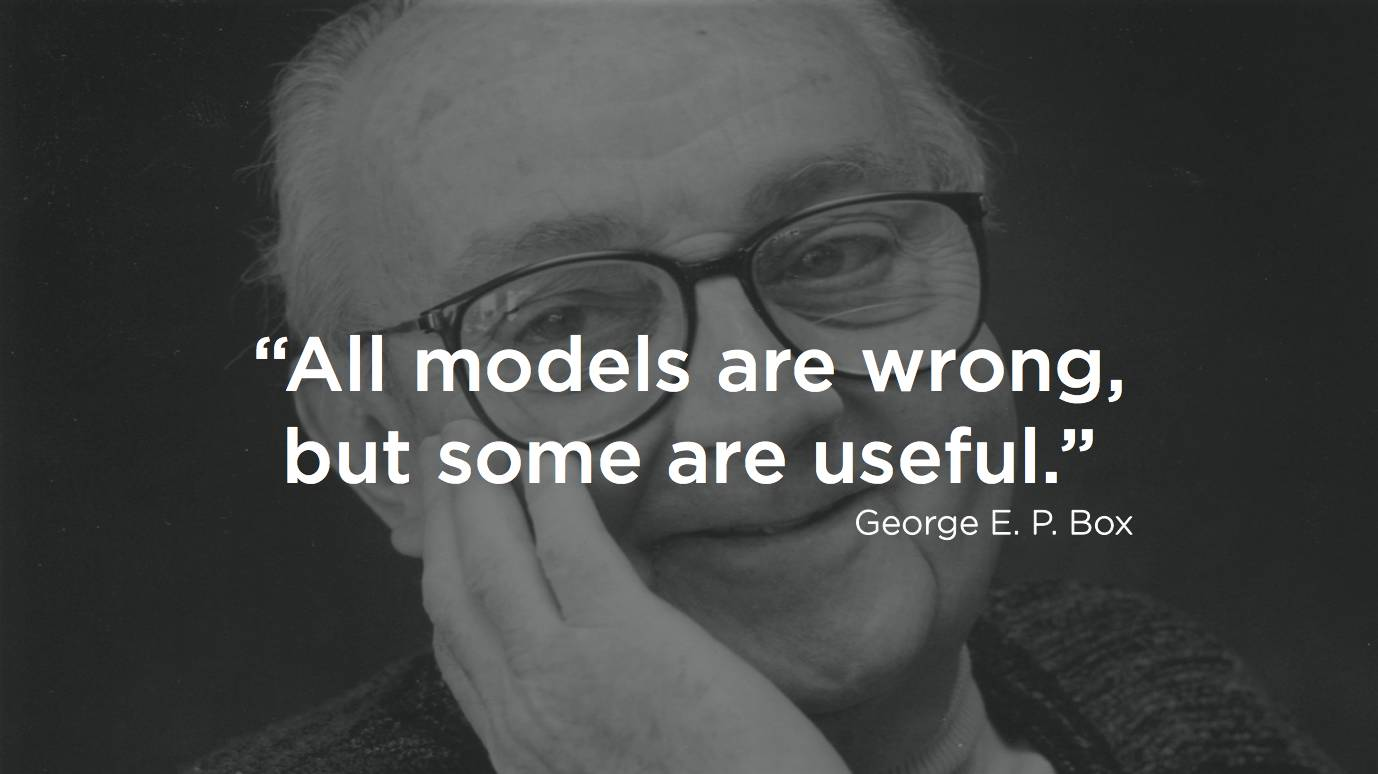 “All models are wrong,
but some are useful.”
George E. P. Box